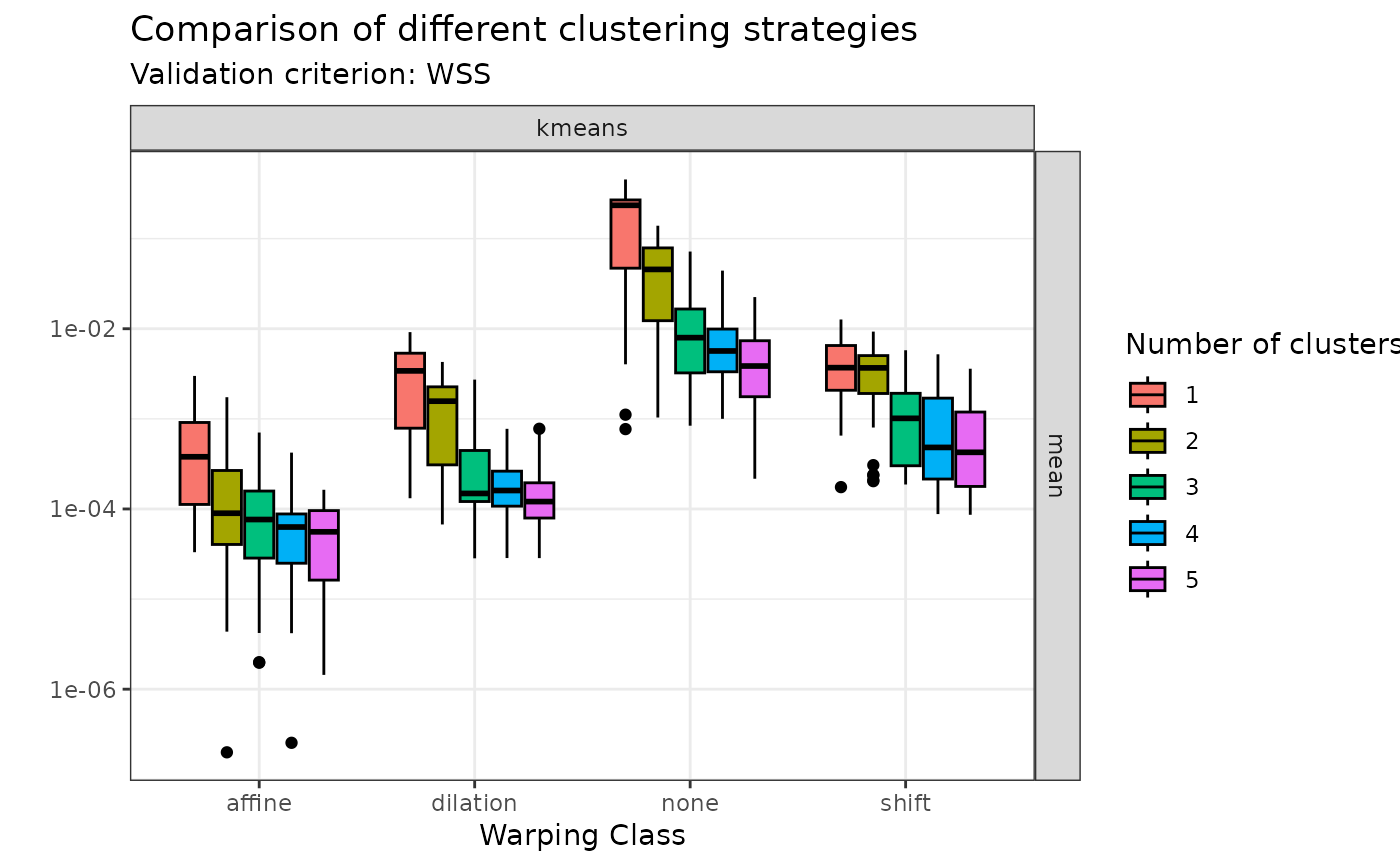 Comparison of different clustering strategies
Validation criterion: WSS
kmeans
mean
1e-02
1e-04
1e-06
affine dilation none shift
Warping Class
Number of clusters
1
2
3
4
5